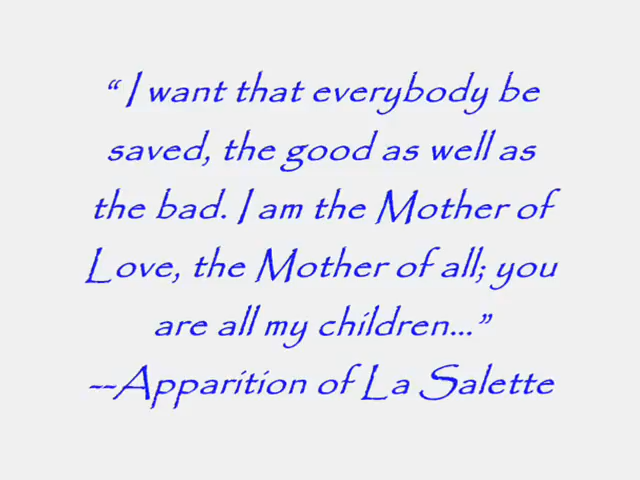 “ I want that everybody be
saved, the good as well as
the bad. I am the Mother of
Love, the Mother of all; you
are all my children...”
--Apparition of La Salette